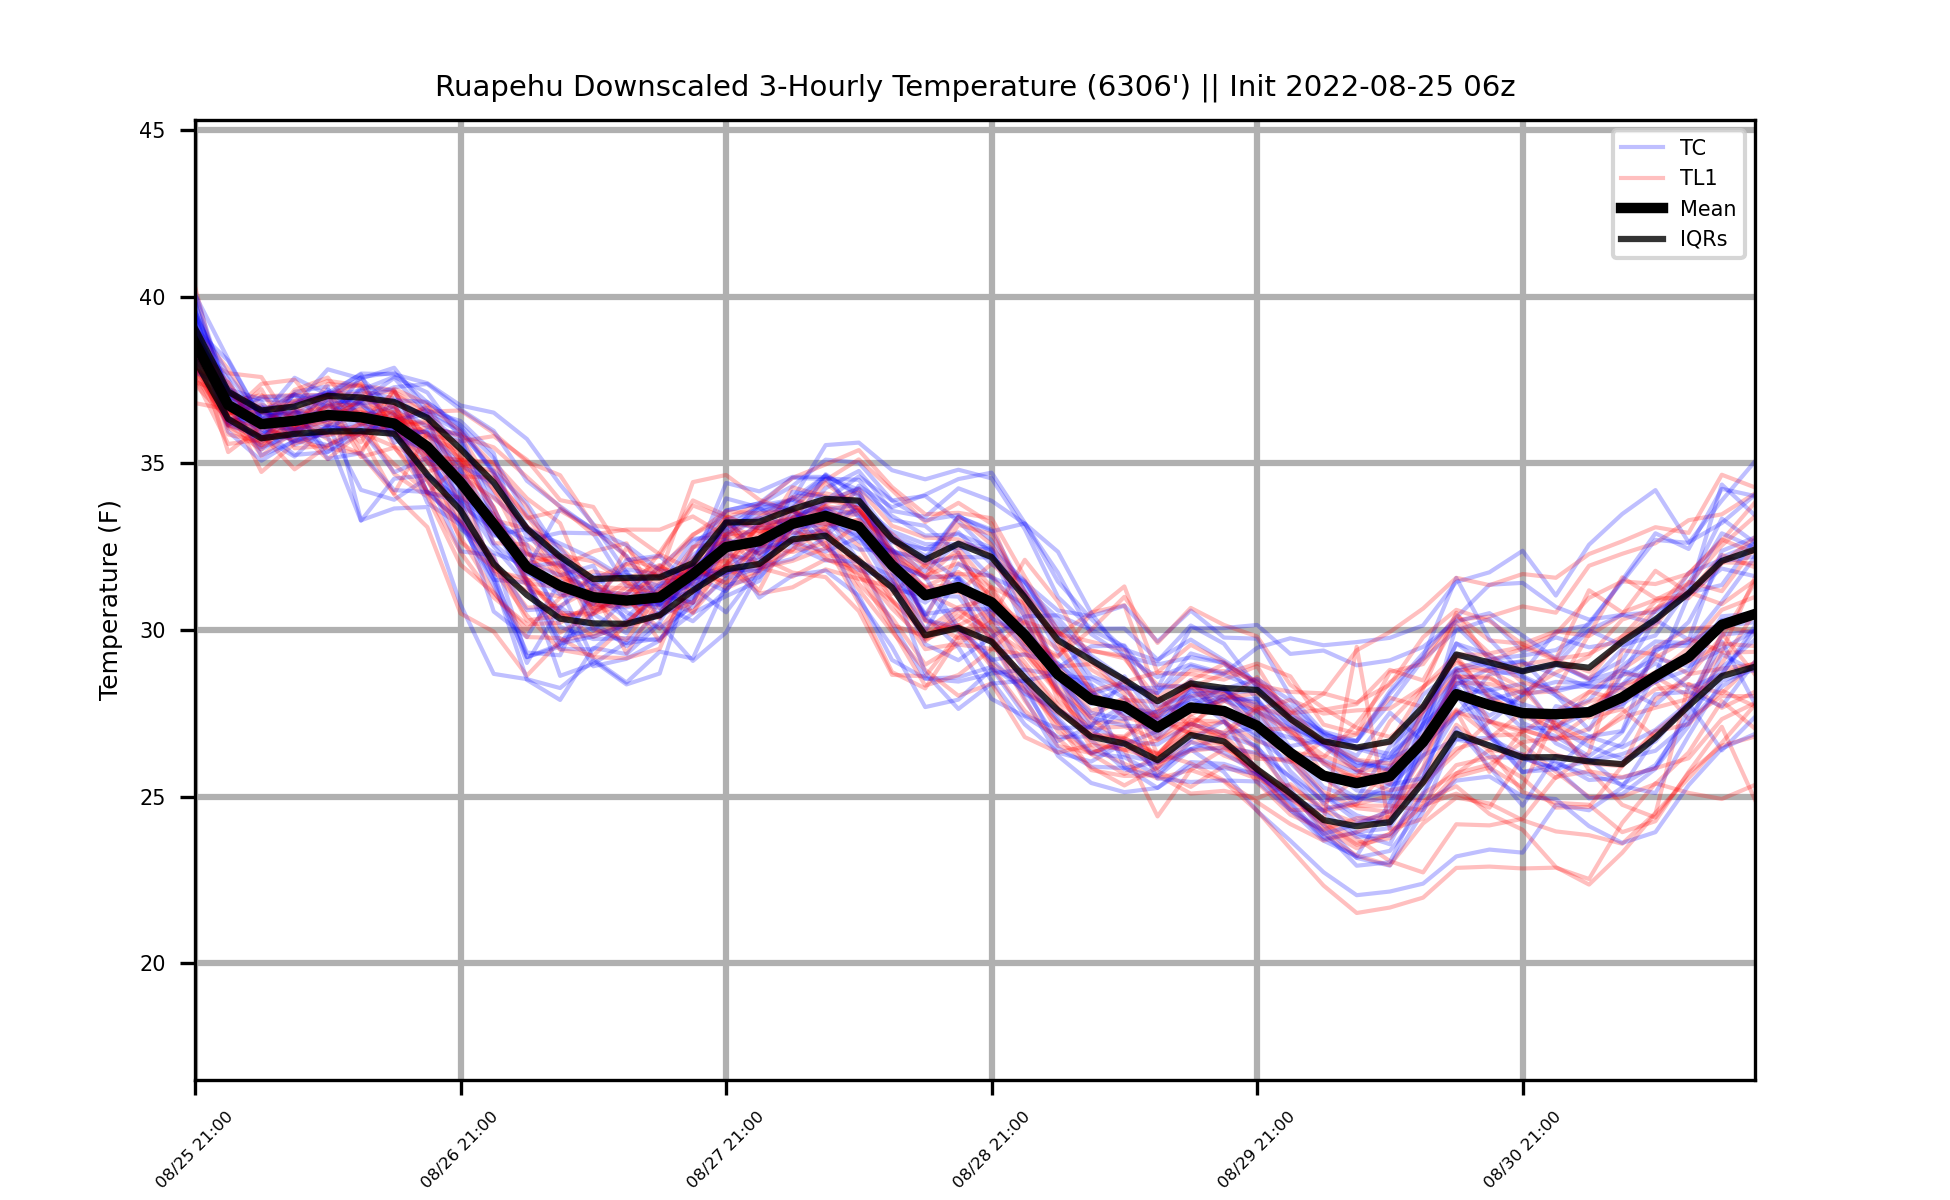 Ruapehu Downscaled 3-Hourly Temperature (6306') || Init 2022-08-25 06z
TC
TL1
Mean
IQRs
Temperature (F)
45
40
35
30
25
20
08/25 21:00
08/26 21:00
08/27 21:00
08/28 21:00
08/29 21:00
08/30 21:00